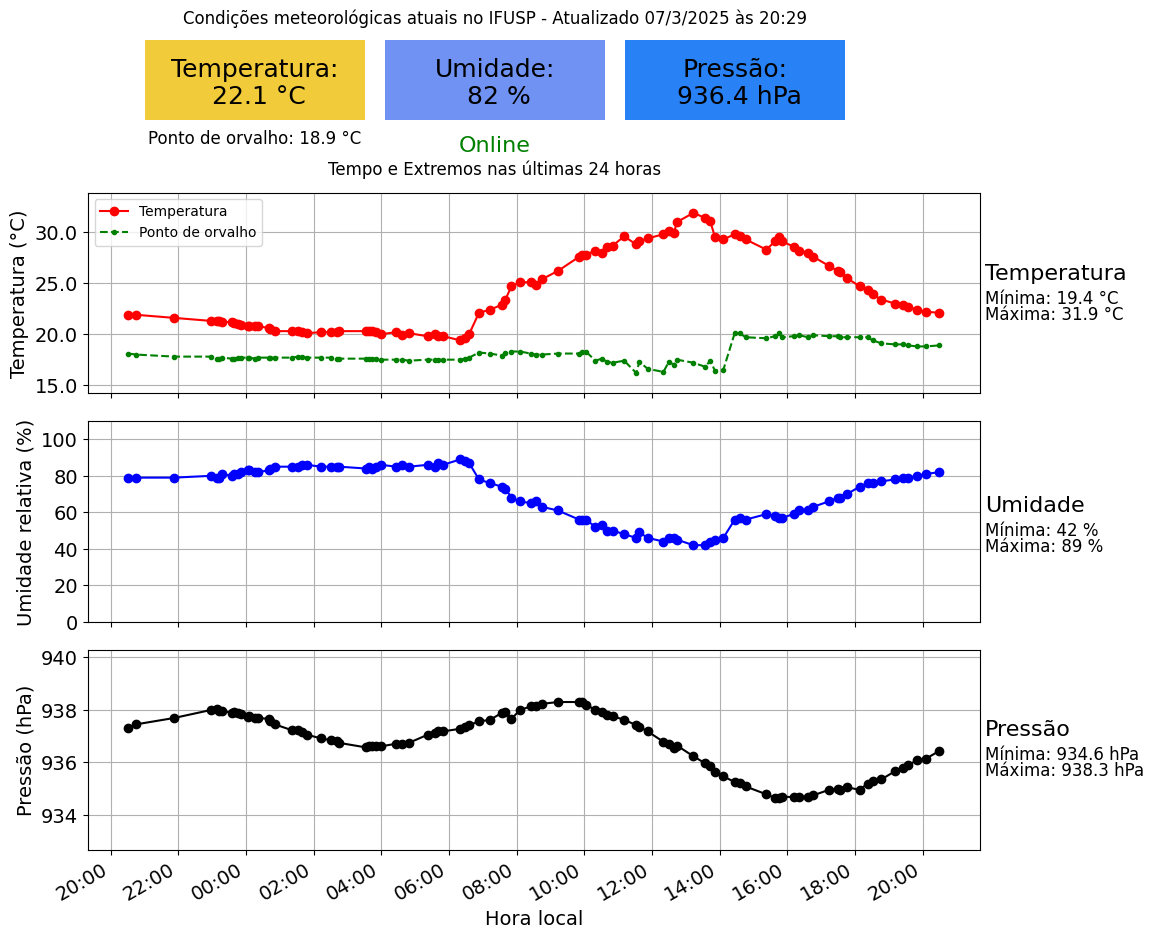 Condições meteorológicas atuais no IFUSP - Atualizado 07/3/2025 às 20:29
Temperatura:
22.1 °C
Umidade:
82 %
Pressão:
936.4 hPa
Ponto de orvalho: 18.9 °C
Online
Tempo e Extremos nas últimas 24 horas
Temperatura (°C)
30.0
25.0
20.0
15.0
Temperatura
Ponto de orvalho
Temperatura
Mínima: 19.4 °C
Máxima: 31.9 °C
Umidade relativa (%)
100
80
60
40
20
0
Umidade
Mínima: 42 %
Máxima: 89 %
Pressão (hPa)
940
938
936
934
Pressão
Mínima: 934.6 hPa
Máxima: 938.3 hPa
20:00 22:00 00:00 02:00 04:00 06:00 08:00 10:00 12:00 14:00 16:00 18:00 20:00
Hora local